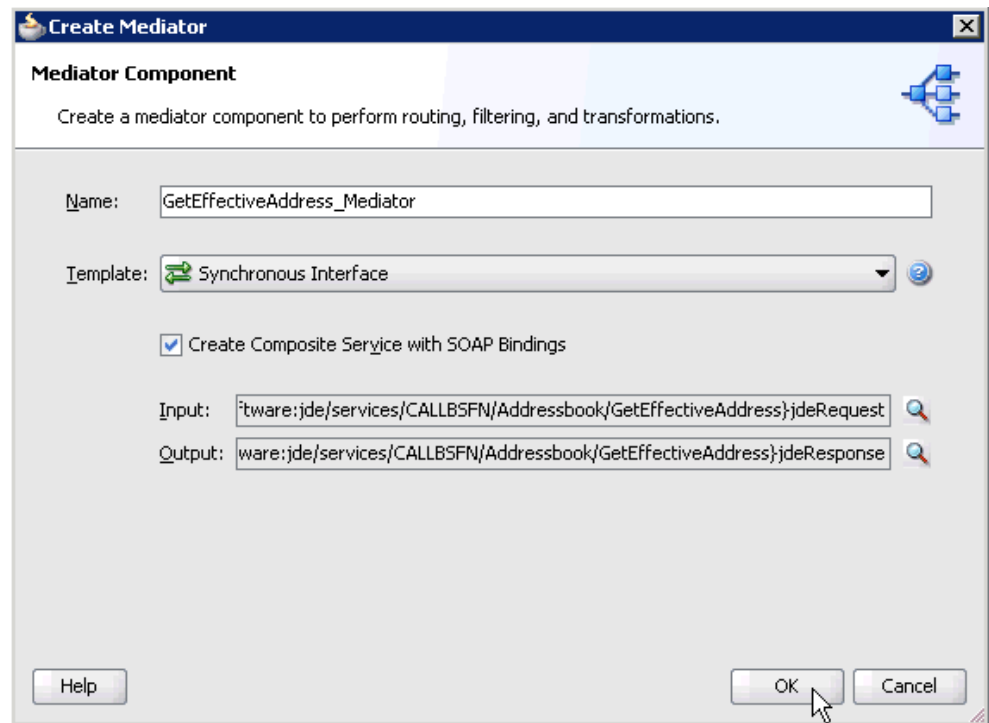 Create Mediator
Mediator Component
Create a mediator component to perform routing, filtering, and transformations.
Name: GetEffectiveAddress_Mediator
Template: Synchronous Interface
Create Composite Service with SOAP Bindings
Input: tware:jde/services/CALLBSFN/Addressbook/GetEffectiveAddress}jdeRequest
Output: ware:jde/services/CALLBSFN/Addressbook/GetEffectiveAddress}jdeResponse
Help OK Cancel